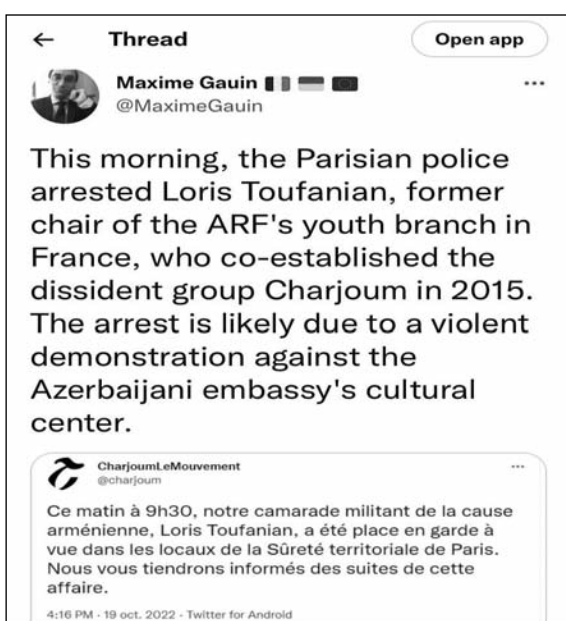 Thread
Open app
Maxime Gauin
@MaximeGauin
This morning, the Parisian police
arrested Loris Toufanian, former
chair of the ARF's youth branch in
France, who co-established the
dissident group Charjoum in 2015.
The arrest is likely due to a violent
demonstration against the
Azerbaijani embassy's cultural
center.
CharjoumLeMouvement
@charjoum
Ce matin à 9h30, notre camarade militant de la cause
arménienne, Loris Toufanian, a été place en garde à
vue dans les locaux de la Sûreté territoriale de Paris.
Nous vous tiendrons informés des suites de cette
affaire.
4:16 PM - 19 oct. 2022 - Twitter for Android